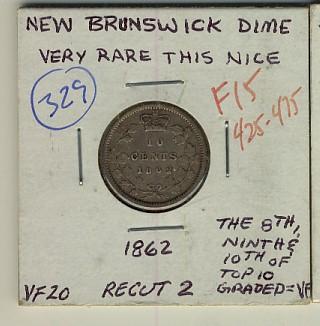 NEW BRUNSWICK DIME
VERY RARE THIS NICE
329
F15
425-475
10
CENTS
1862
1862
THE 8TH,
NINTH &
10TH OF
TOP 10
GRADED=VF
VF20
RECUT 2